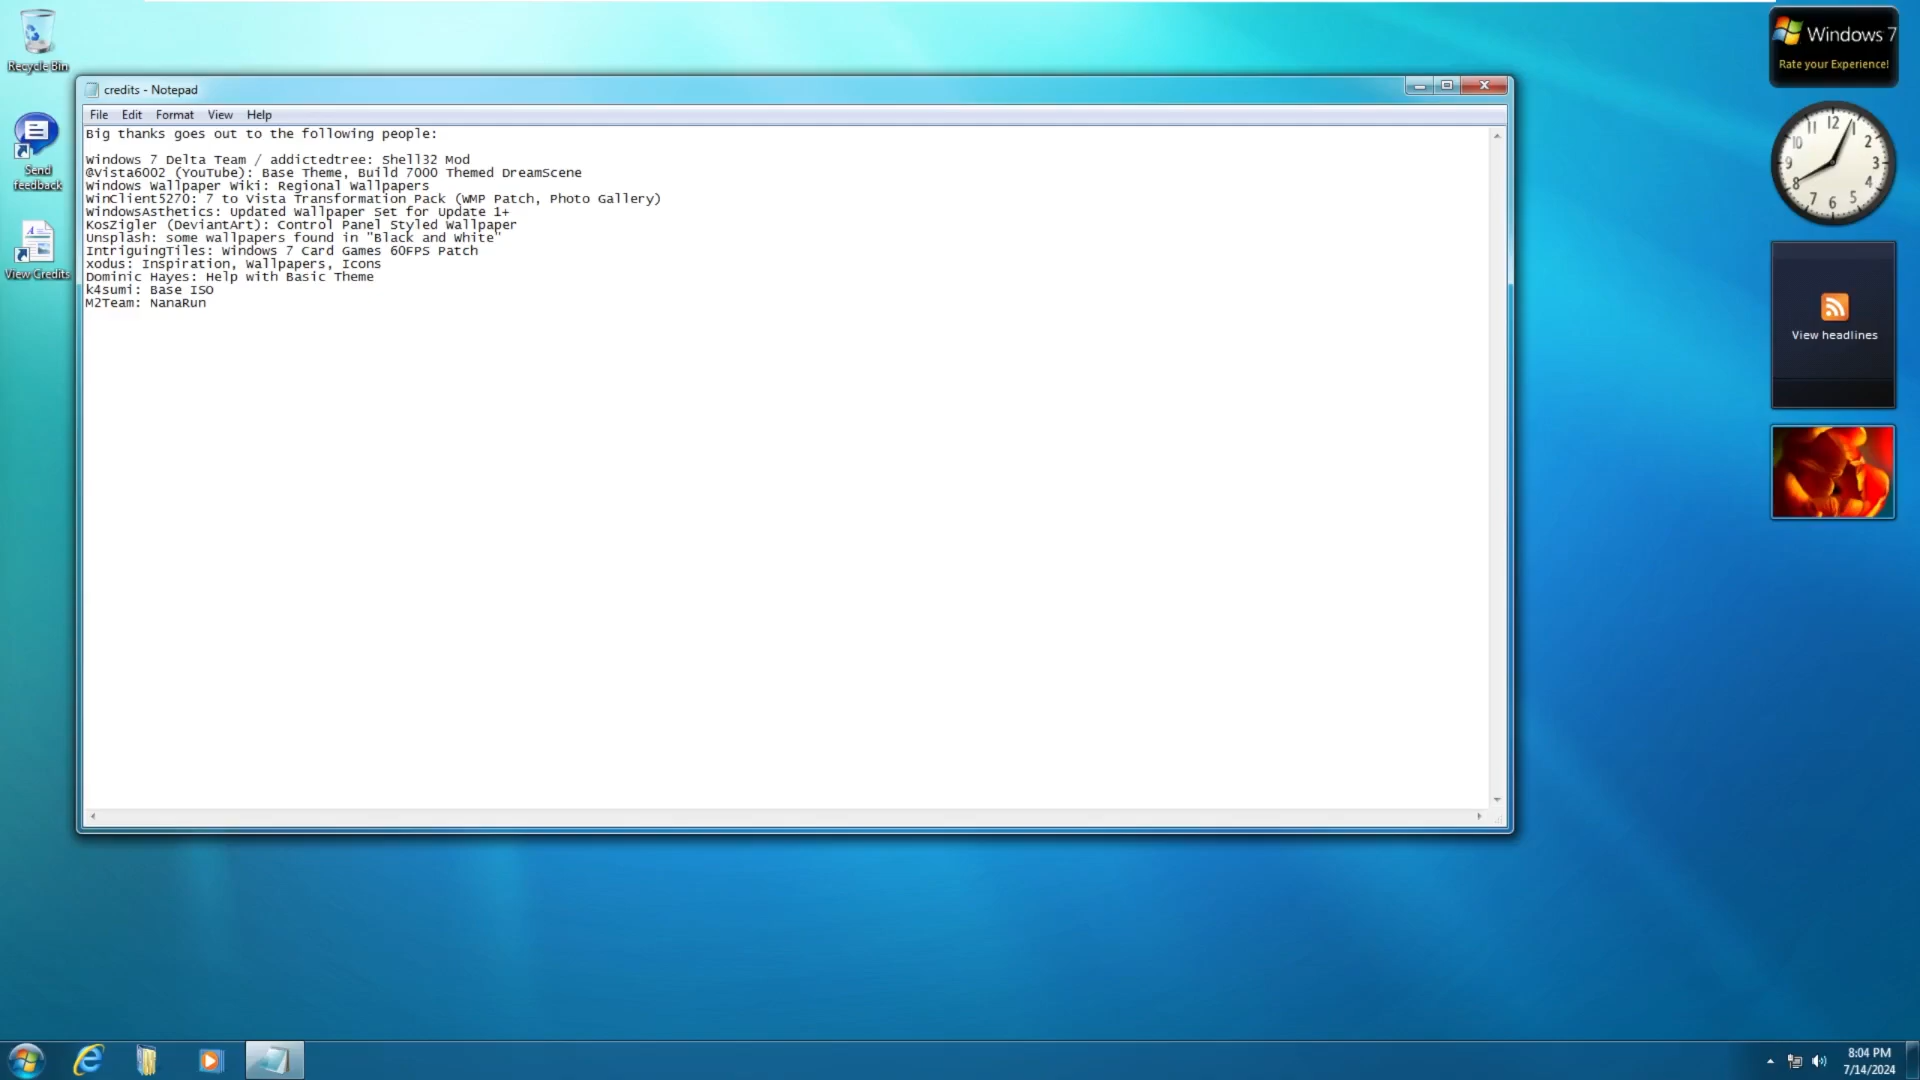 Recycle Bin
Send
feedback
View Credits
credits - Notepad
File Edit Format View Help
Big thanks goes out to the following people:
Windows 7 Delta Team / addictedtree: Shell32 Mod
@Vista6002 (YouTube): Base Theme, Build 7000 Themed DreamScene
Windows Wallpaper Wiki: Regional Wallpapers
WinClient5270: 7 to Vista Transformation Pack (WMP Patch, Photo Gallery)
WindowsAsthetics: Updated Wallpaper Set for Update 1+
KosZigler (DeviantArt): Control Panel Styled Wallpaper
Unsplash: some wallpapers found in "Black and White"
IntriguingTiles: Windows 7 Card Games 60FPS Patch
xodus: Inspiration, Wallpapers, Icons
Dominic Hayes: Help with Basic Theme
k4sumi: Base ISO
M2Team: NanaRun
Windows 7
Rate your Experience!
12
1
2
3
4
5
6
7
8
9
10
11
View headlines
8:04 PM
7/14/2024